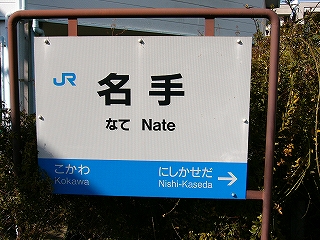 JR
名手
なて Nate
こかわ にしかせだ
Kokawa Nishi-Kaseda →